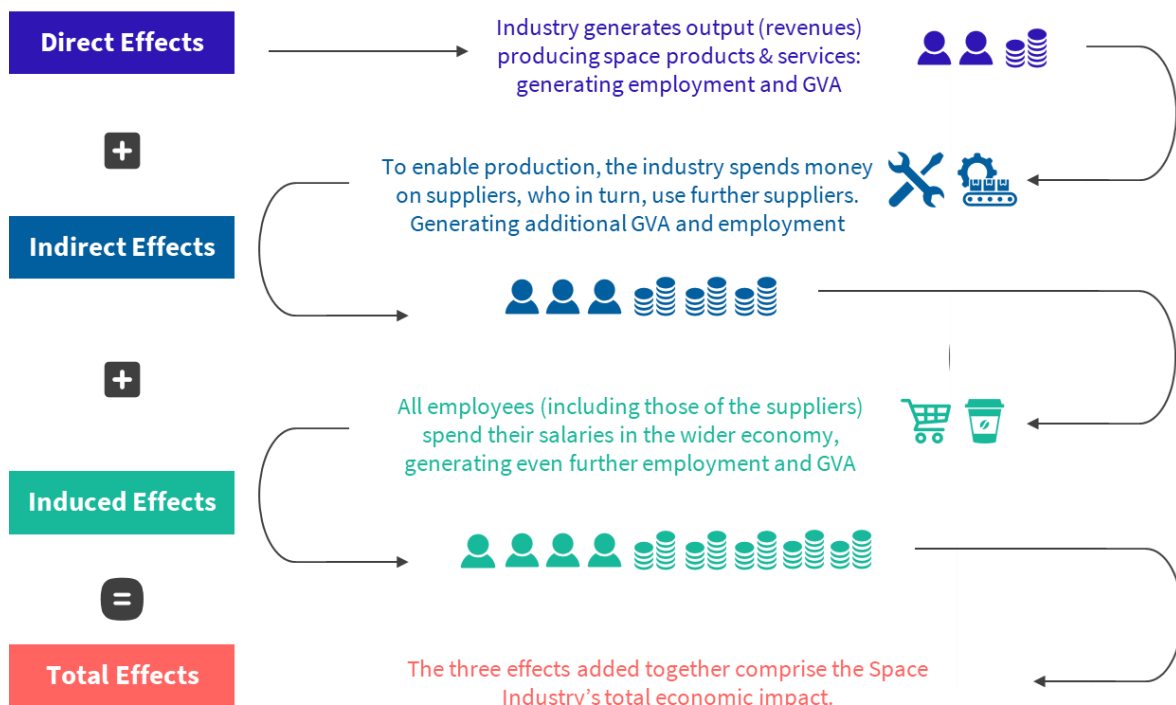 Direct Effects
Industry generates output (revenues)
producing space products & services:
generating employment and GVA
+
To enable production, the industry spends money
on suppliers, who in turn, use further suppliers.
Generating additional GVA and employment
Indirect Effects
+
All employees (including those of the suppliers)
spend their salaries in the wider economy,
generating even further employment and GVA
Induced Effects
=
Total Effects
The three effects added together comprise the Space
Industry’s total economic impact.